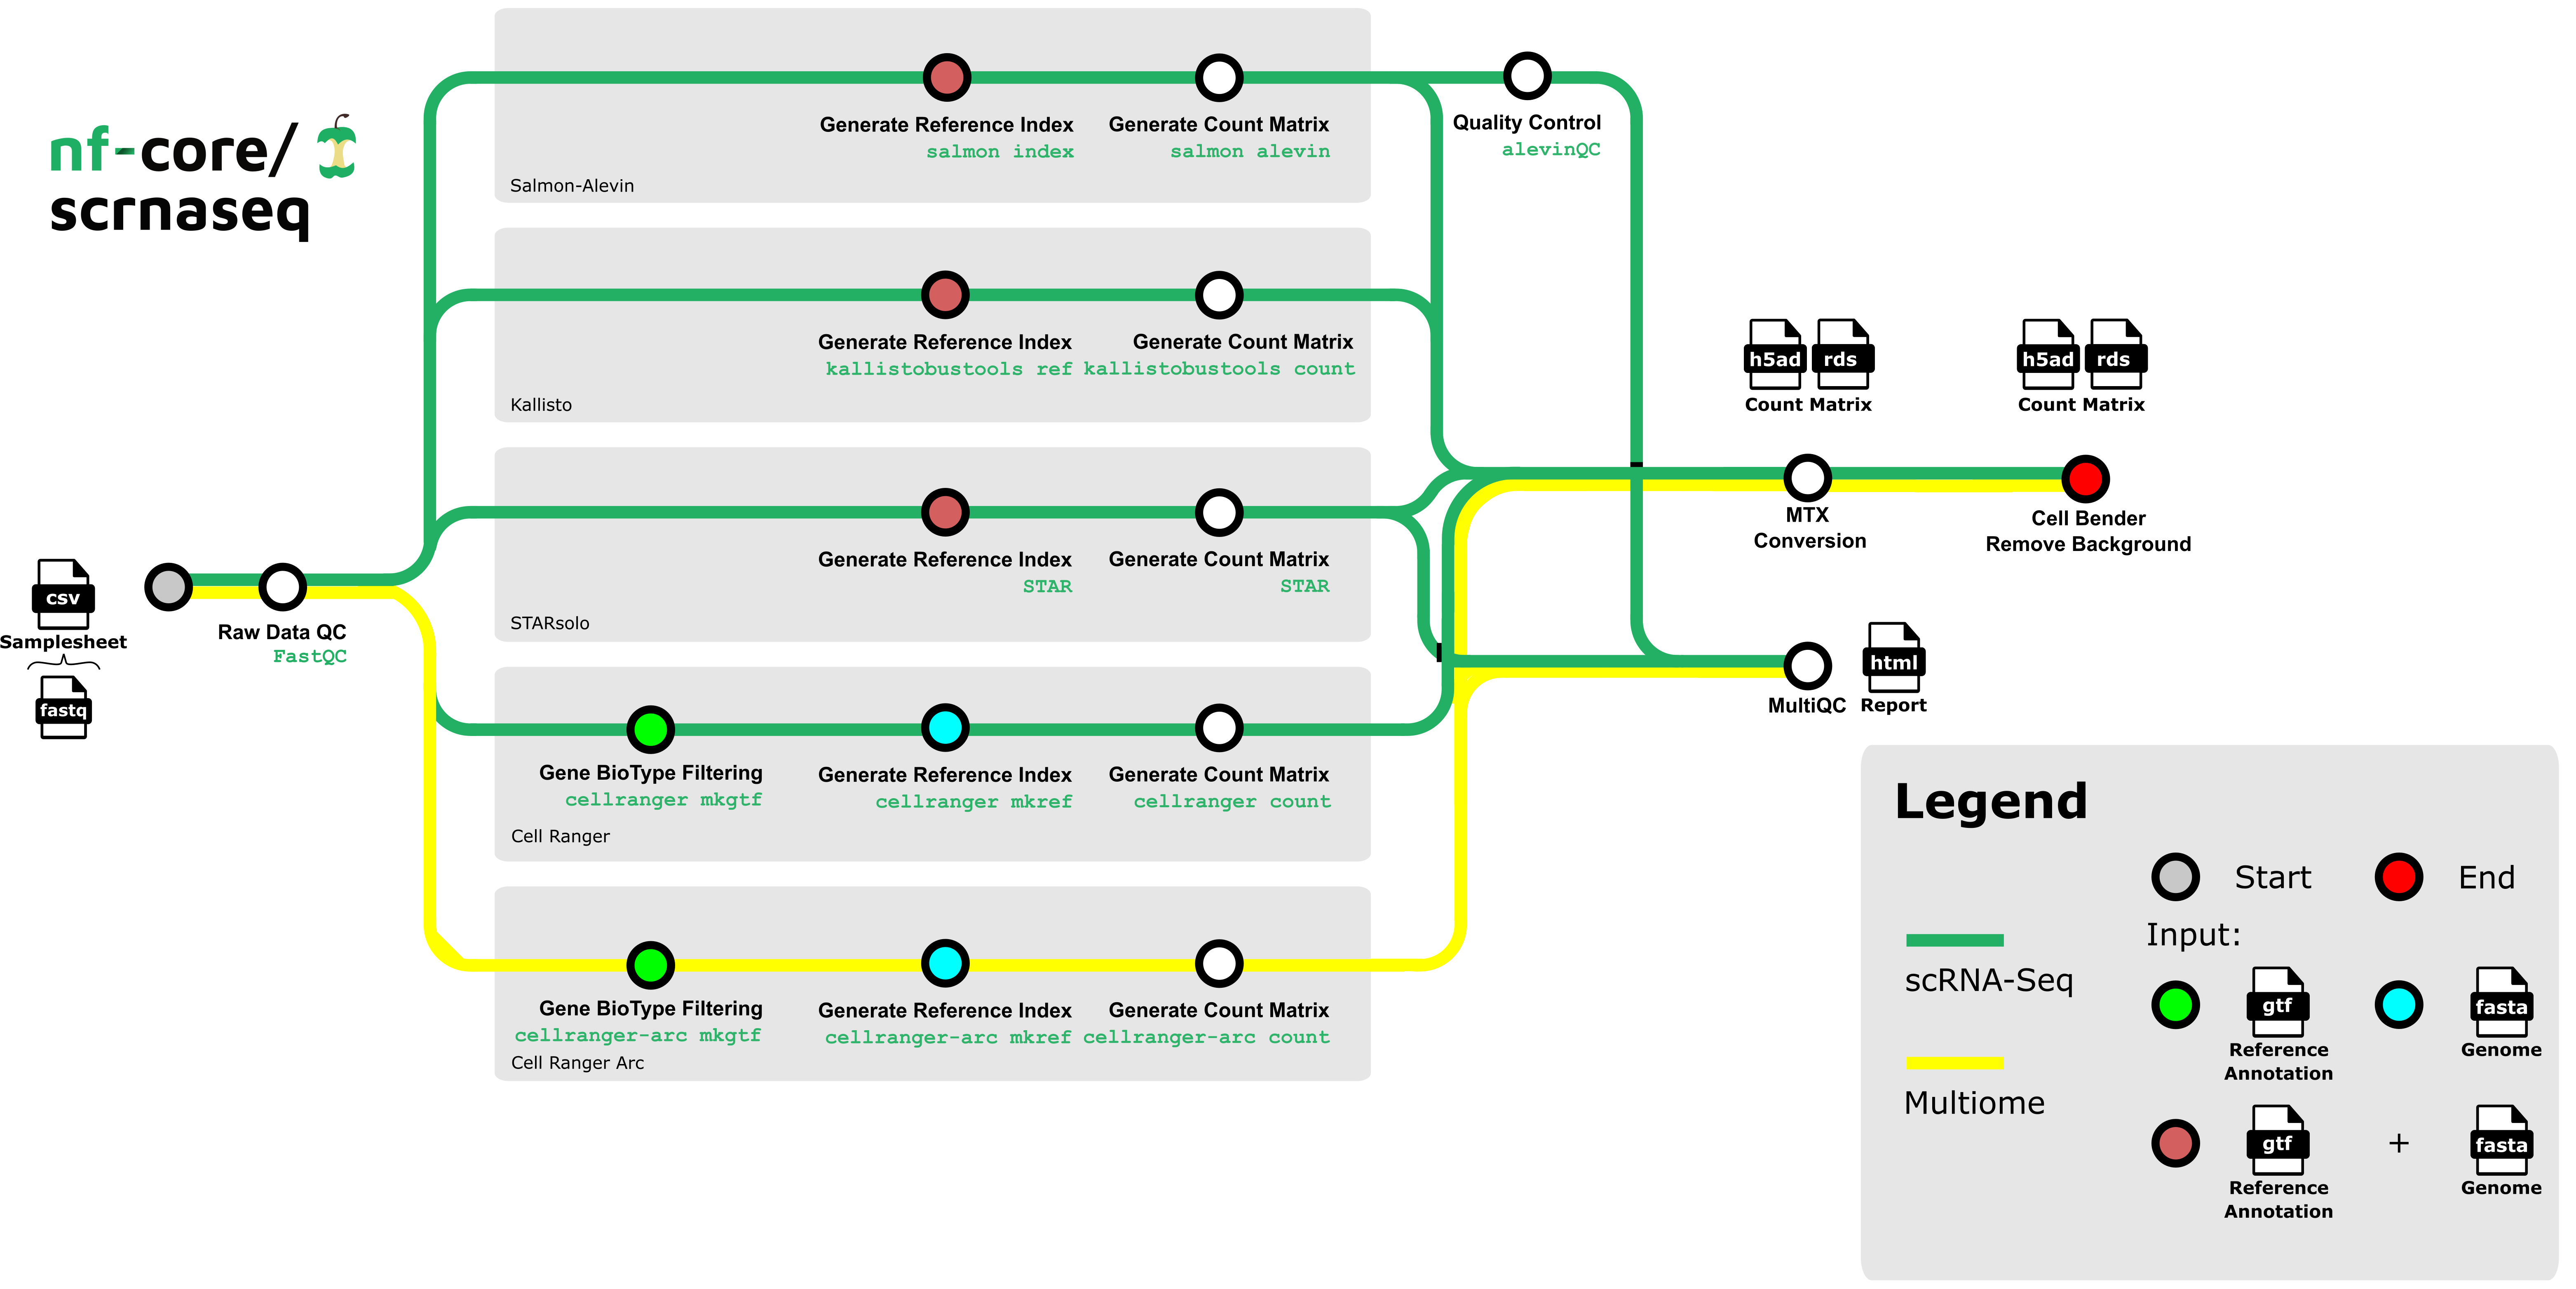 nf-core/
scrnaseq
Generate Reference Index
salmon index
Generate Count Matrix
salmon alevin
Salmon-Alevin
Quality Control
alevinQC
Generate Reference Index
kallistobustools ref
Generate Count Matrix
kallistobustools count
Kallisto
Generate Reference Index
STAR
Generate Count Matrix
STAR
STARsolo
csv
Samplesheet
fastq
Raw Data QC
FastQC
Gene BioType Filtering
cellranger mkgtf
Generate Reference Index
cellranger mkref
Generate Count Matrix
cellranger count
Cell Ranger
Gene BioType Filtering
cellranger-arc mkgtf
Generate Reference Index
cellranger-arc mkref
Generate Count Matrix
cellranger-arc count
Cell Ranger Arc
h5ad rds
Count Matrix
h5ad rds
Count Matrix
MTX
Conversion
Cell Bender
Remove Background
MultiQC
html
Report
Legend
scRNA-Seq
Multiome
Start
End
Input:
gtf
Reference
Annotation
fasta
Genome
gtf
Reference
Annotation
+
fasta
Genome